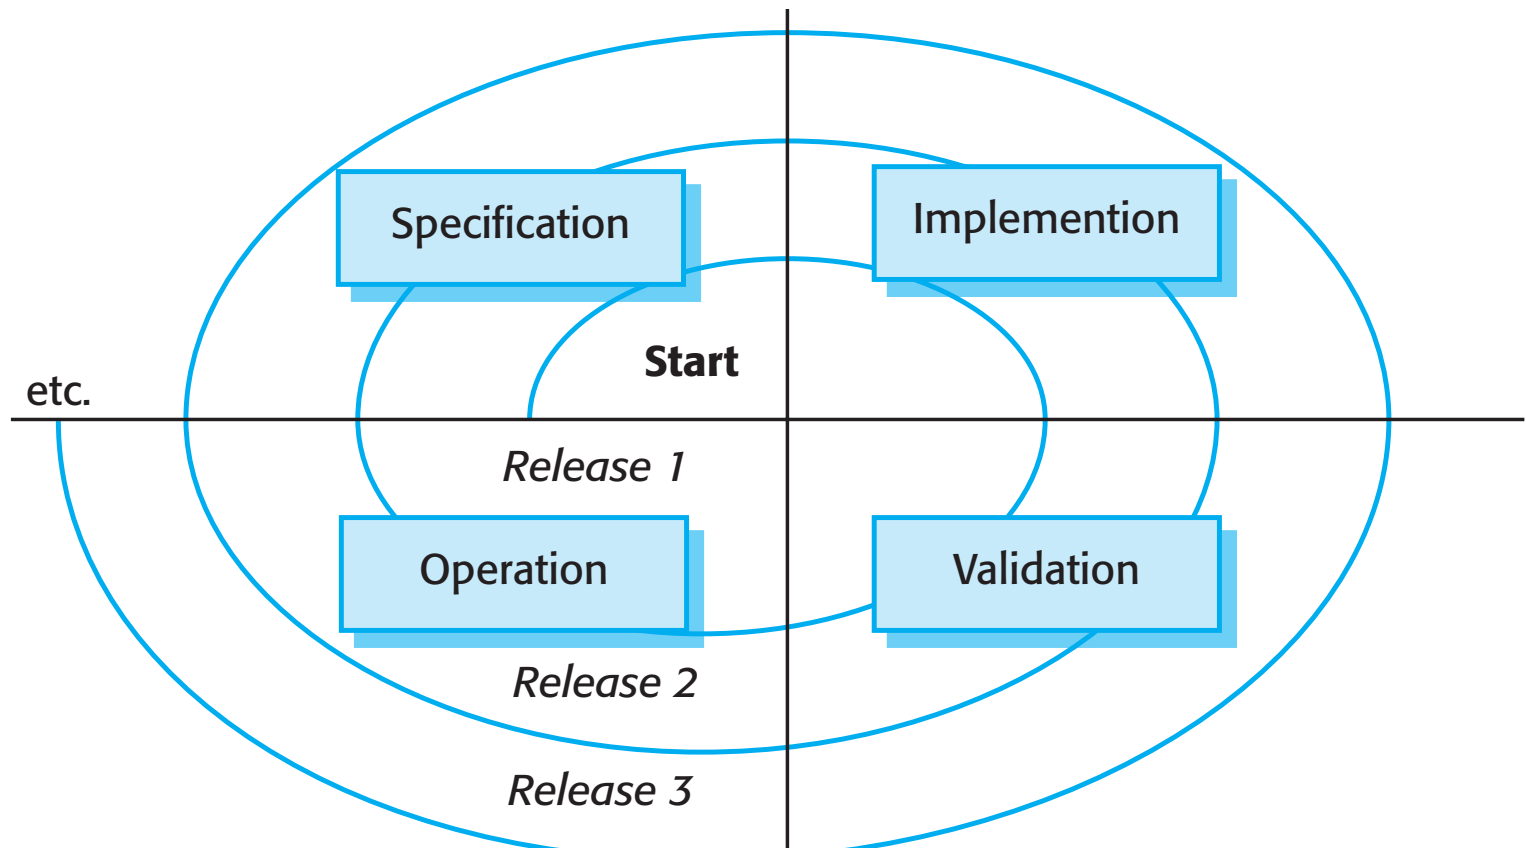 Specification
Implemention
Start
etc.
Release 1
Operation
Validation
Release 2
Release 3